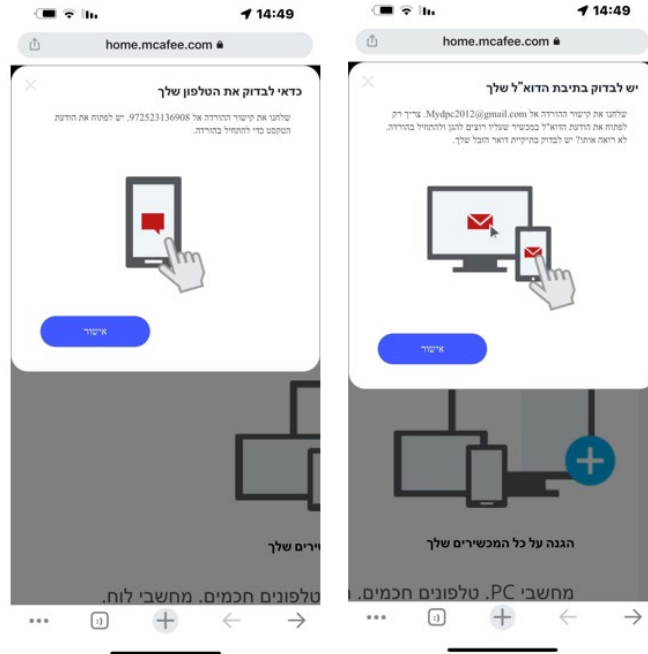 14:49
home.mcafee.com
כדאי לבדוק את הטלפון שלך
שלחנו את קישור ההורדה אל 972523136908. יש לפתוח את הודעת
הטקסט כדי להתחיל בהורדה.
אישור
ירים שלך
טלפונים חכמים. מחשבי לוח.
14:49
home.mcafee.com
יש לבדוק בתיבת הדוא"ל שלך
שלחנו את קישור ההורדה אל Mydpc2012@gmail.com. צריך רק
לפתוח את הודעת הדוא"ל במכשיר שעליו רוצים להגן ולהתחיל בהורדה.
לא רואה אותו? יש לבדוק בתיקיית דואר הזבל שלך.
אישור
הגנה על כל המכשירים שלך
מחשבי PC. טלפונים חכמים.